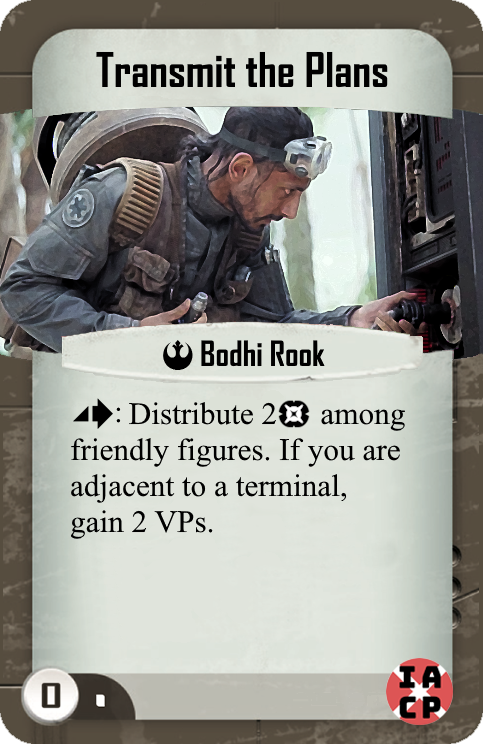 Transmit the Plans
Bodhi Rook
: Distribute 2 among
friendly figures. If you are
adjacent to a terminal,
gain 2 VPs.
0
IA
CP